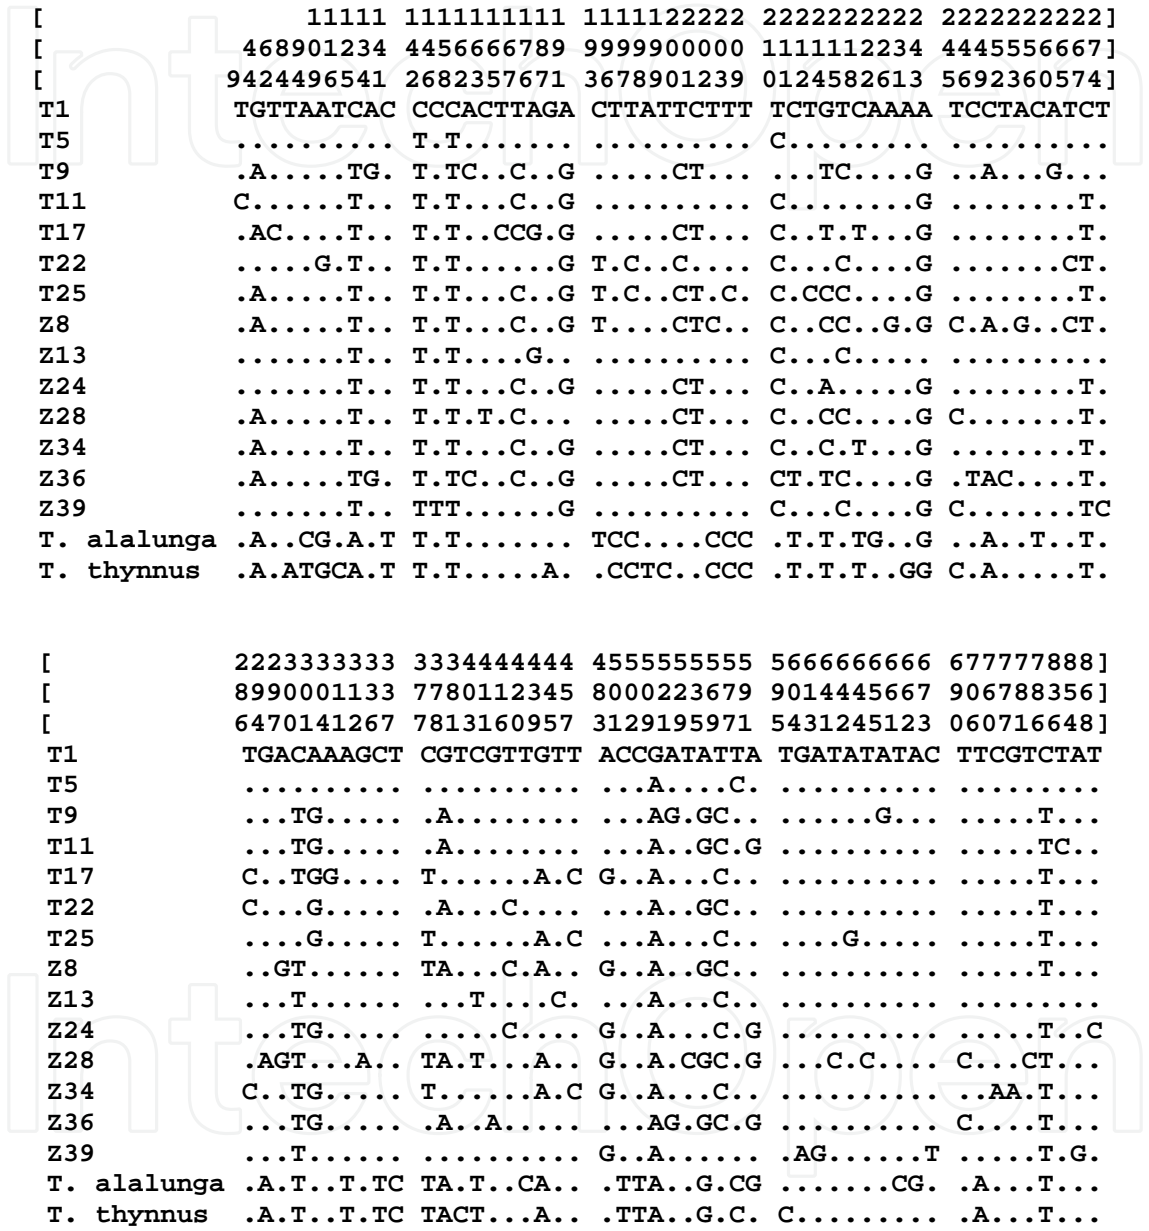 [ 11111 1111111111 1111122222 2222222222 2222222222]
[ 468901234 4456666789 9999900000 1111112234 4445556667]
[ 9424496541 2682357671 3678901239 0124582613 5692360574]
T1 TGTTAATCAC CCCACTTAGA CTTATTCTTT TCTGTCAAAA TCCTACATCT
T5 .......... T.T....... .......... C......... ..........
T9 .A.....TG. T.TC..C..G .....CT... ...TC....G ..A...G...
T11 C......T.. T.T...C..G .......... C........G ........T.
T17 .AC....T.. T.T..CCG.G .....CT... C..T.T...G ........T.
T22 .....G.T.. T.T......G T.C..C.... C...C....G .......CT.
T25 .A.....T.. T.T...C..G T.C..CT.C. C.CCC....G ........T.
Z8 .A.....T.. T.T...C..G T....CTC.. C..CC..G.G C.A.G..CT.
Z13 .......T.. T.T....G.. .......... C...C..... ..........
Z24 .......T.. T.T...C..G .....CT... C..A.....G ........T.
Z28 .A.....T.. T.T.T.C... .....CT... C..CC....G C.......T.
Z34 .A.....T.. T.T...C..G .....CT... C..C.T...G ........T.
Z36 .A.....TG. T.TC..C..G .....CT... CT.TC....G .TAC....T.
Z39 .......T.. TTT......G .......... C...C....G C.......TC
T. alalunga .A..CG.A.T T.T....... TCC....CCC .T.T.TG..G ..A..T..T.
T. thynnus .A.ATGCA.T T.T.....A. .CCTC..CCC .T.T.T..GG C.A.....T.
[ 2223333333 3334444444 4555555555 5666666666 677777888]
[ 8990001133 7780112345 8000223679 9014445667 906788356]
[ 6470141267 7813160957 3129195971 5431245123 060716648]
T1 TGACAAAGCT CGTCGTTGTT ACCGATATTA TGATATATAC TTCGTCTAT
T5 .......... .......... ...A....C. .......... .........
T9 ...TG..... .A........ ...AG.GC.. ......G... .....T...
T11 ...TG..... .A........ ...A..GC.G .......... .....TC..
T17 C..TGG.... T......A.C G..A...C.. .......... .....T...
T22 C...G..... .A...C.... ...A..GC.. .......... .....T...
T25 ....G..... T......A.C ...A...C.. ....G..... .....T...
Z8 ..GT...... TA...C.A.. G..A..GC.. .......... .....T...
Z13 ...T...... ...T....C. ...A...C.. .......... .........
Z24 ...TG..... .....C.... G..A...C.G .......... .....T..C
Z28 .AGT...A.. TA.T...A.. G..A.CGC.G ...C.C.... C...CT...
Z34 C..TG..... T......A.C G..A...C.. .......... ..AA.T...
Z36 ...TG..... .A..A..... ...AG.GC.G .......... C....T...
Z39 ...T...... .......... G..A...... .AG......T .....T.G.
T. alalunga .A.T..T.TC TA.T..CA.. .TTA..G.CG .......CG. .A...T...
T. thynnus .A.T..T.TC TACT...A.. .TTA..G.C. C......... .A...T...
IntechOpen
IntechOpen